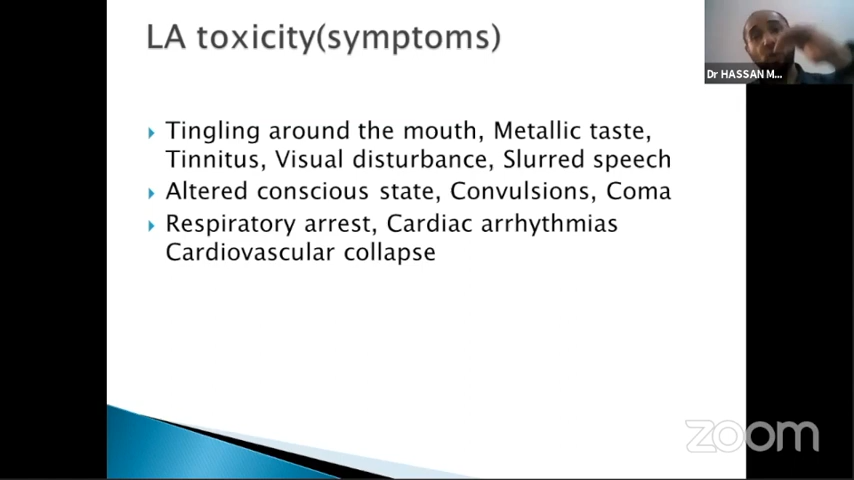 LA toxicity(symptoms)
Dr HASSAN M...
Tingling around the mouth, Metallic taste,
Tinnitus, Visual disturbance, Slurred speech
Altered conscious state, Convulsions, Coma
Respiratory arrest, Cardiac arrhythmias
Cardiovascular collapse
zoom